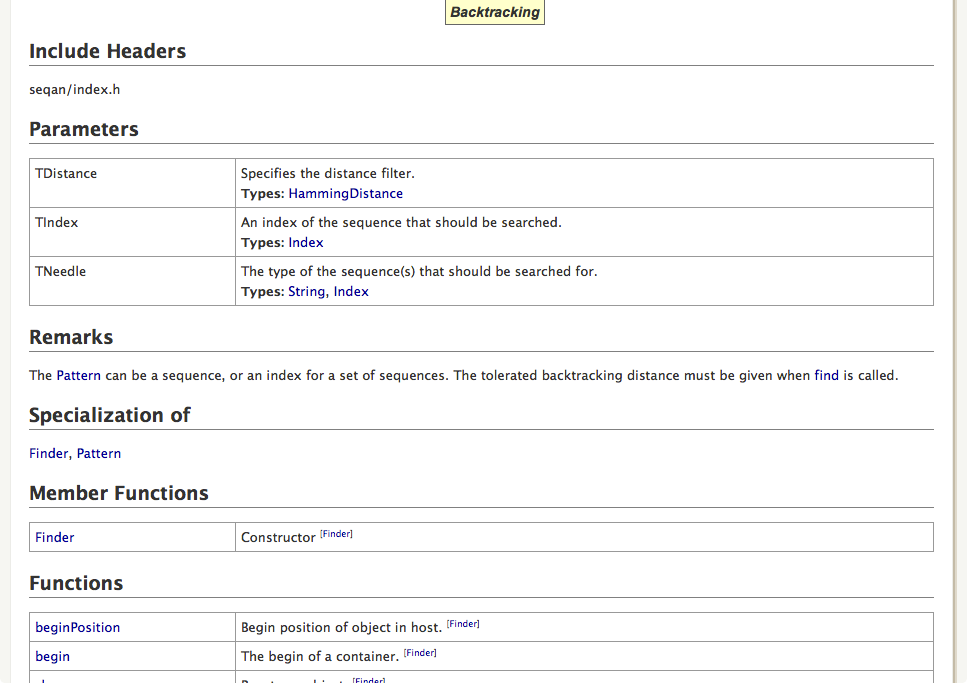 Backtracking
Include Headers
seqan/index.h
Parameters
TDistance
Specifies the distance filter.
Types: HammingDistance
TIndex
An index of the sequence that should be searched.
Types: Index
TNeedle
The type of the sequence(s) that should be searched for.
Types: String, Index
Remarks
The Pattern can be a sequence, or an index for a set of sequences. The tolerated backtracking distance must be given when find is called.
Specialization of
Finder, Pattern
Member Functions
Finder
Constructor [Finder]
Functions
beginPosition
Begin position of object in host. [Finder]
begin
The begin of a container. [Finder]
[Finder]